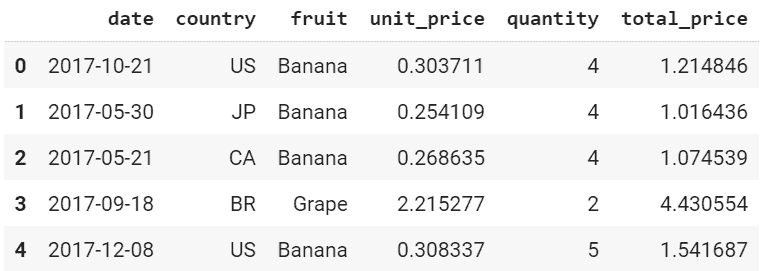 date country fruit unit_price quantity total_price
0 2017-10-21 US Banana 0.303711 4 1.214846
1 2017-05-30 JP Banana 0.254109 4 1.016436
2 2017-05-21 CA Banana 0.268635 4 1.074539
3 2017-09-18 BR Grape 2.215277 2 4.430554
4 2017-12-08 US Banana 0.308337 5 1.541687